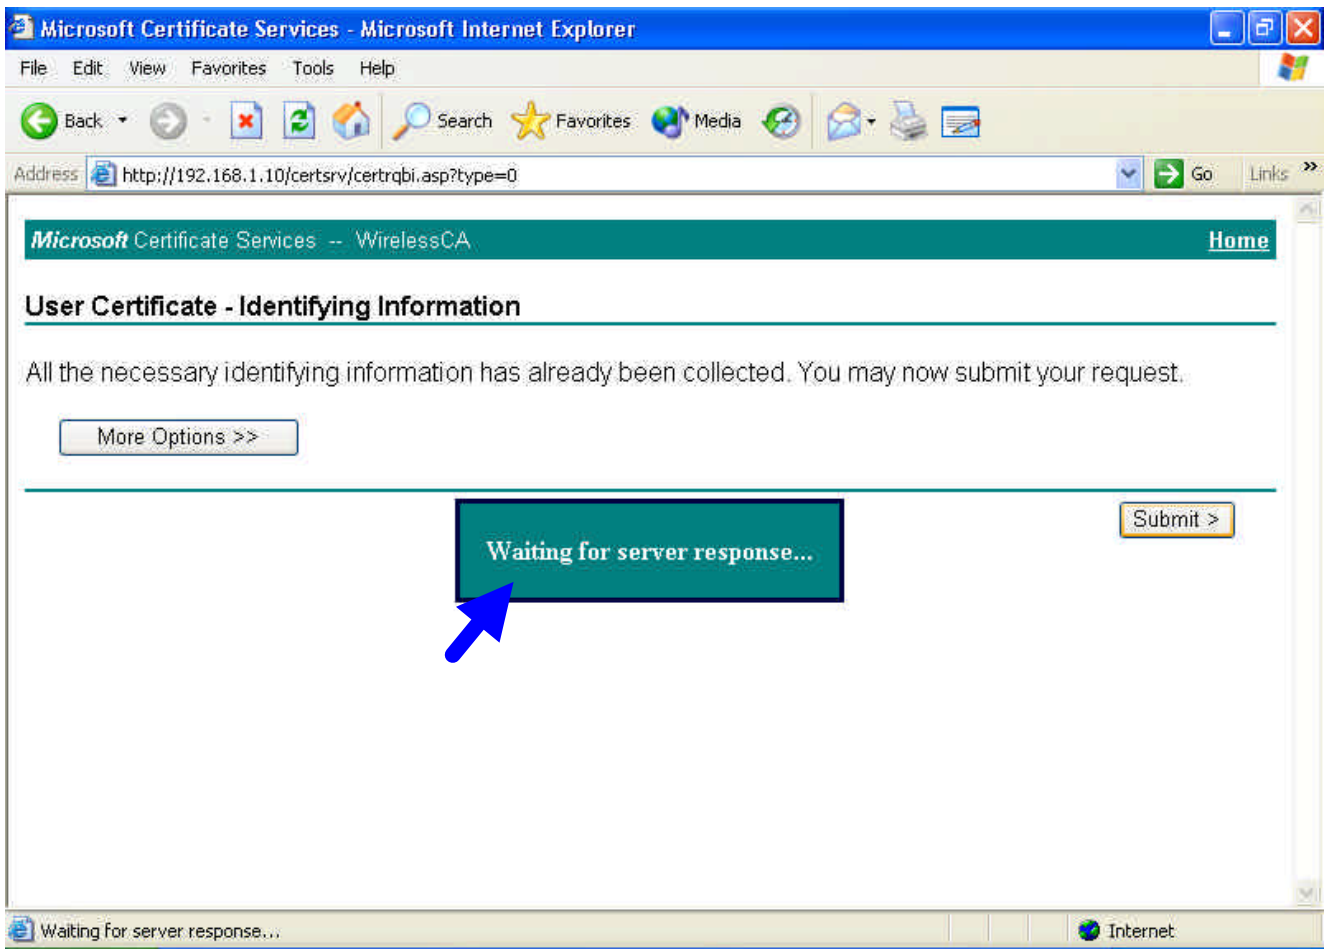 Microsoft Certificate Services - Microsoft Internet Explorer
File Edit View Favorites Tools Help
Back Search Favorites Media
Address http://192.168.1.10/certsrv/certrqbi.asp?type=0 Go Links »
Microsoft Certificate Services -- WirelessCA Home
User Certificate - Identifying Information
All the necessary identifying information has already been collected. You may now submit your request.
More Options >>
Submit >
Waiting for server response...
Waiting for server response... Internet